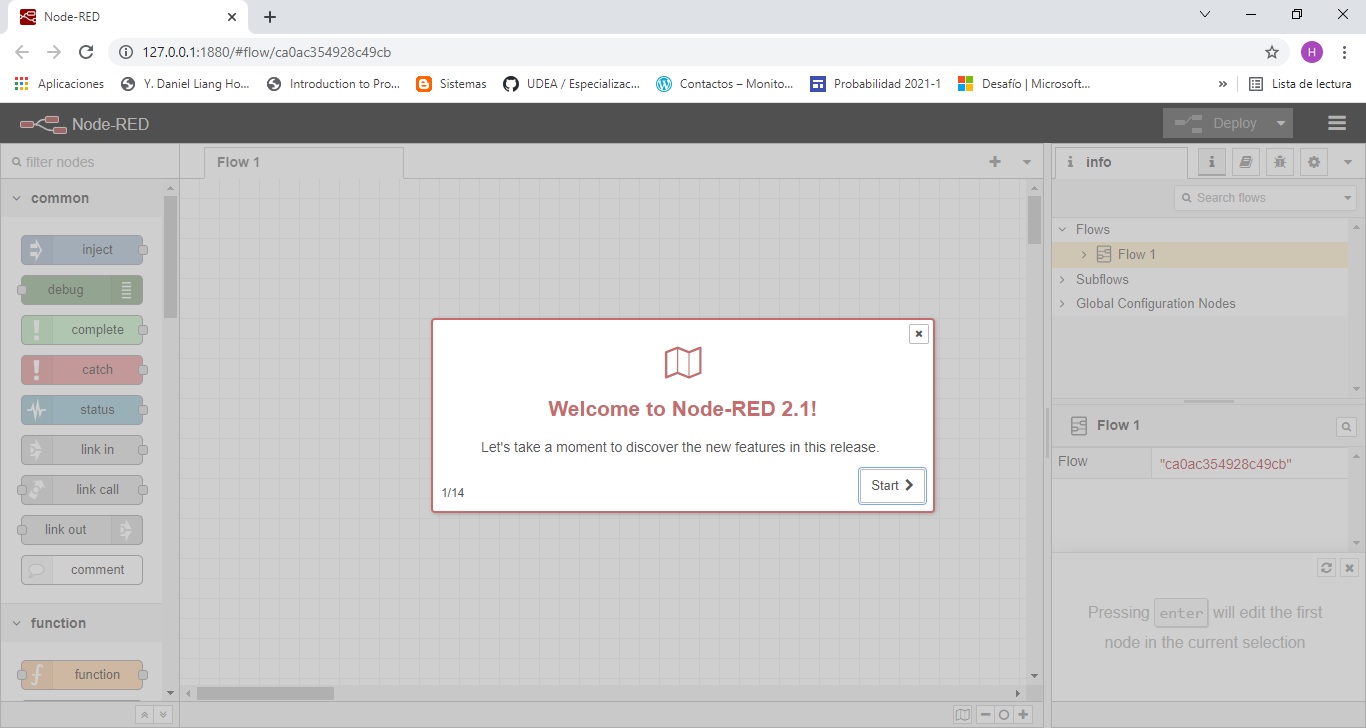 Node-RED
127.0.0.1:1880/#flow/ca0ac354928c49cb
H
Aplicaciones
Y. Daniel Liang Ho...
Introduction to Pro...
Sistemas
UDEA / Especializac...
Contactos – Monito...
Probabilidad 2021-1
Desafío | Microsoft...
»
Lista de lectura
Node-RED
Deploy
filter nodes
Flow 1
info
common
Search flows
inject
debug
complete
catch
status
link in
link call
link out
comment
function
function
Flows
Flow 1
Subflows
Global Configuration Nodes
Welcome to Node-RED 2.1!
Let's take a moment to discover the new features in this release.
1/14
Start
Flow 1
Flow
"ca0ac354928c49cb"
Pressing enter will edit the first
node in the current selection